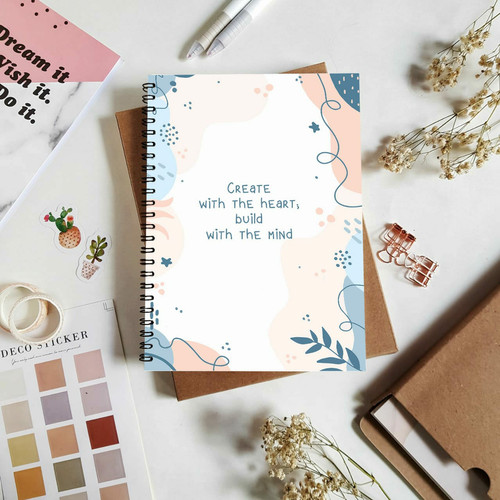 Dream it.
Wish it.
Do it.
Create
with the heart,
build
with the mind
DECO STICKER